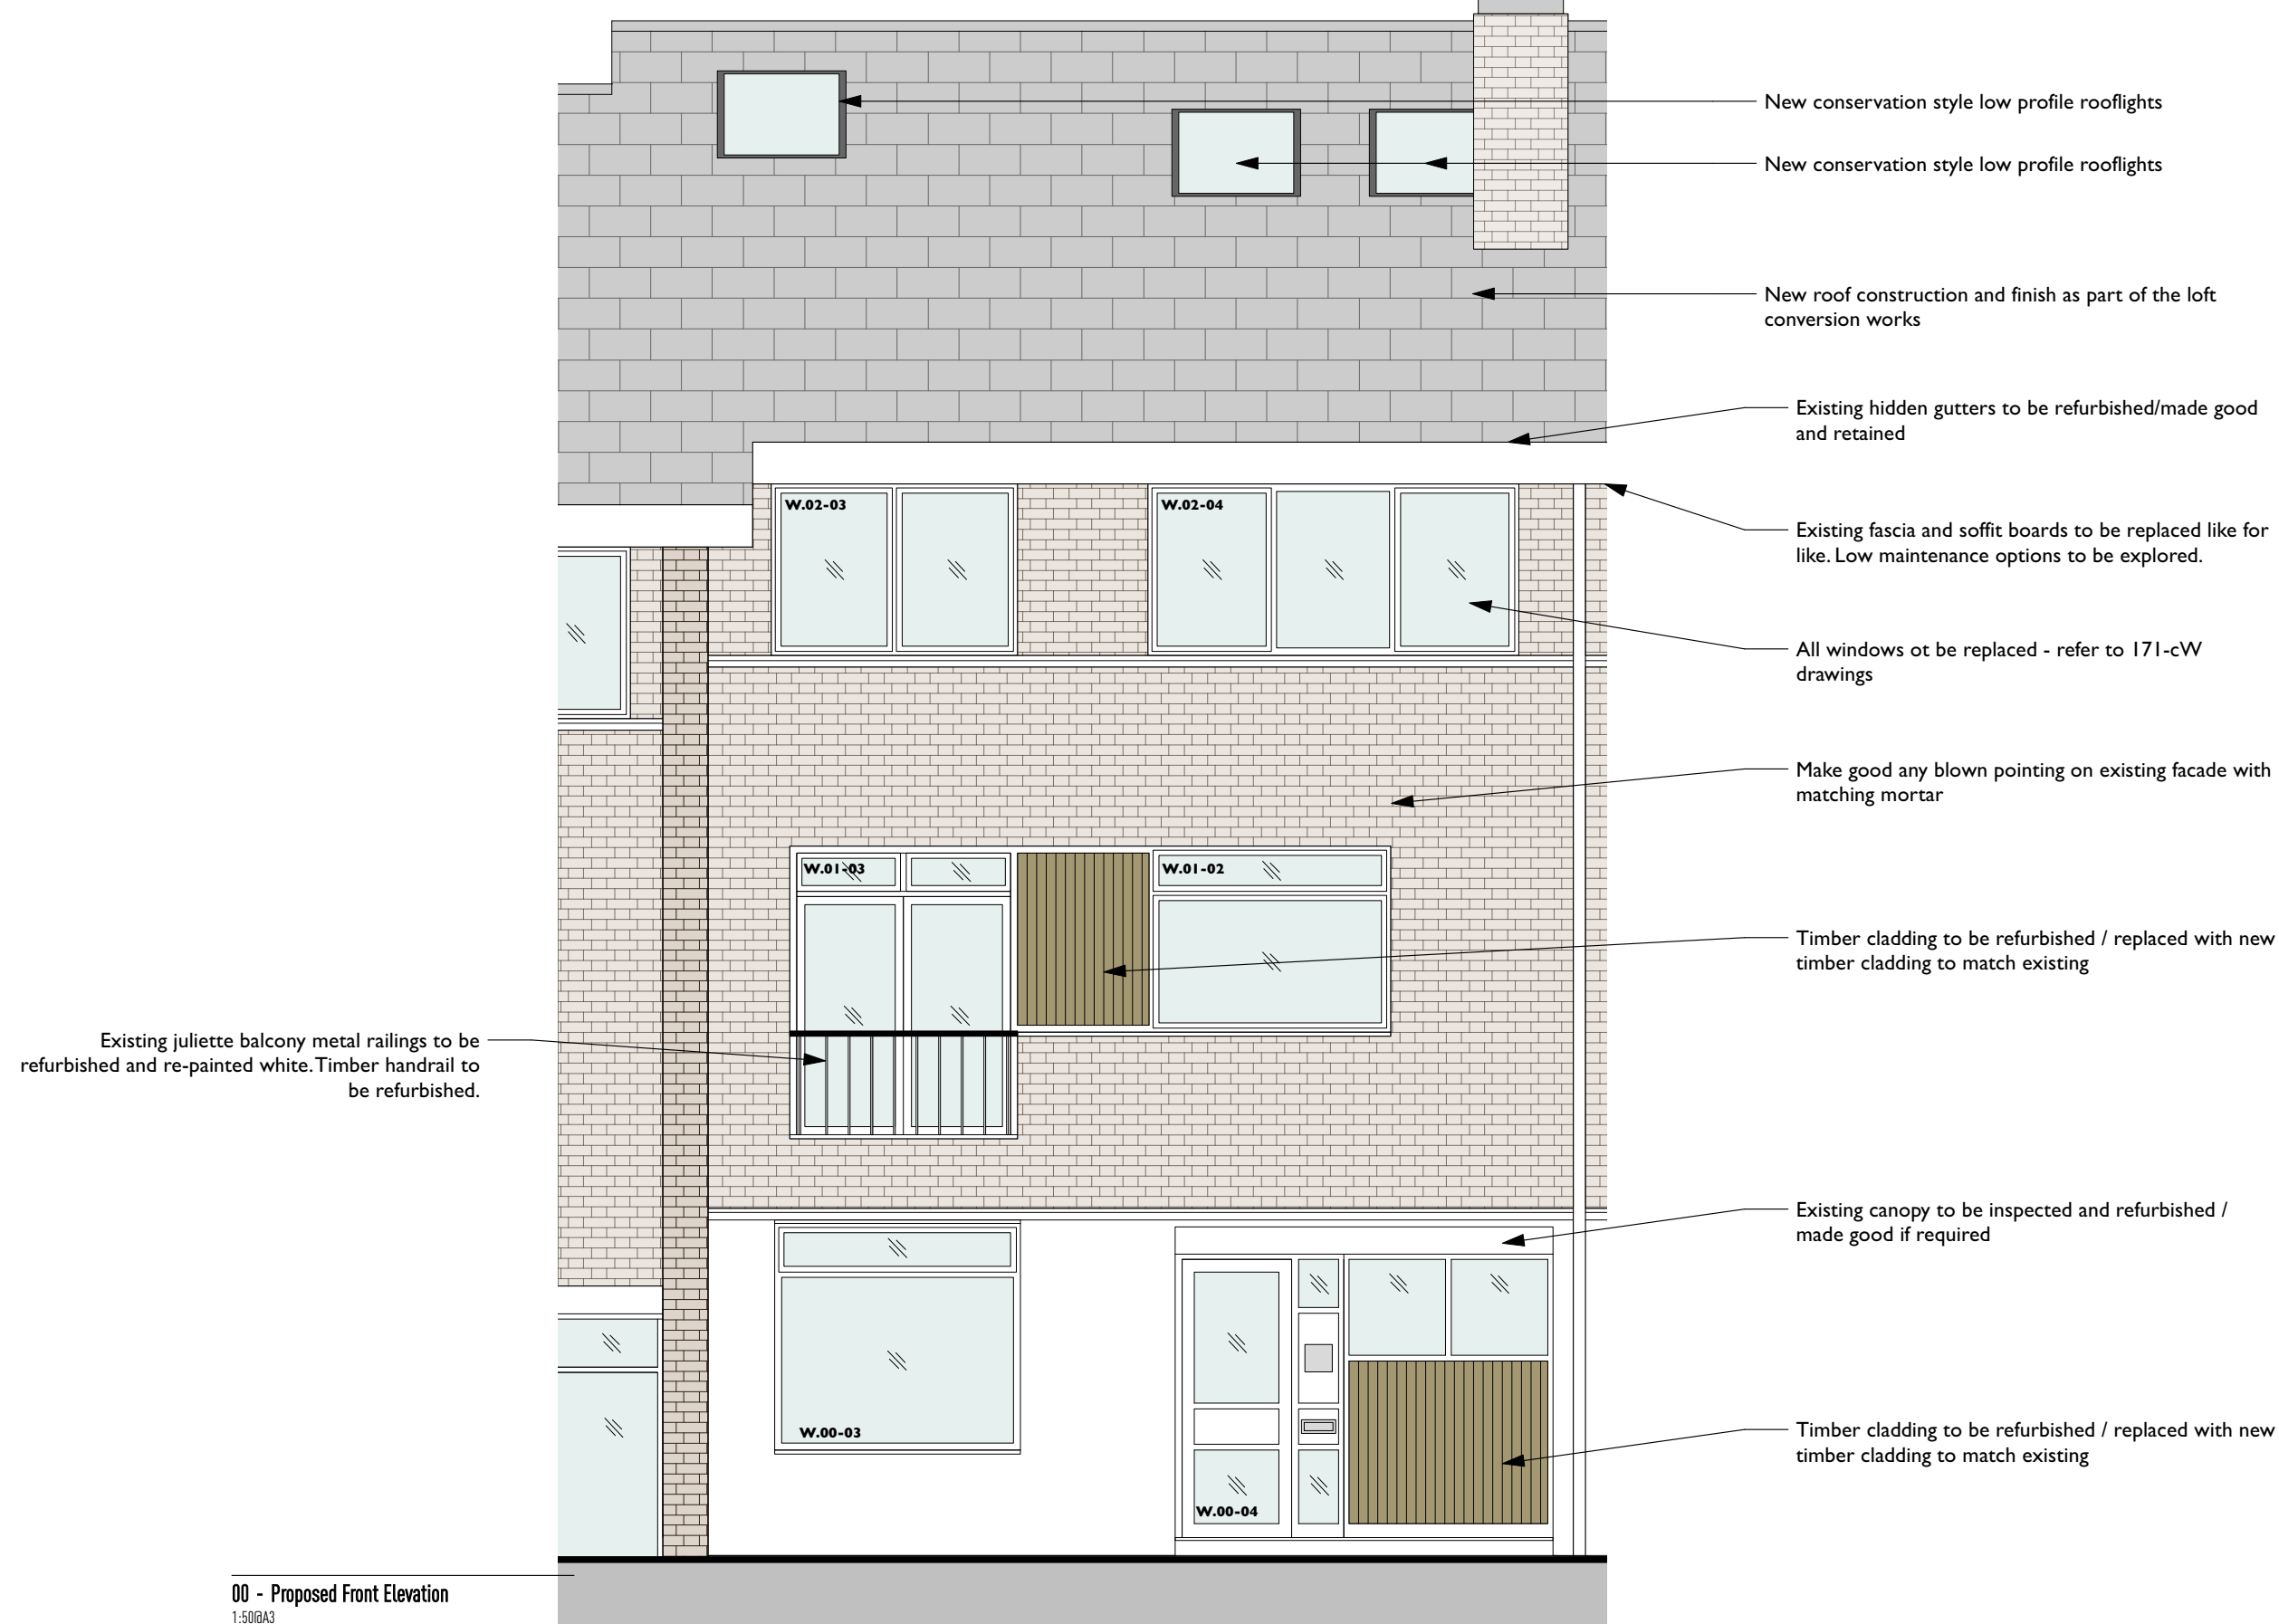 New conservation style low profile rooflights
New conservation style low profile rooflights
New roof construction and finish as part of the loft
conversion works
Existing hidden gutters to be refurbished/made good
and retained
W.02-03
W.02-04
Existing fascia and soffit boards to be replaced like for
like. Low maintenance options to be explored.
All windows ot be replaced - refer to 171-cW
drawings
Make good any blown pointing on existing facade with
matching mortar
W.01-03
W.01-02
Timber cladding to be refurbished / replaced with new
timber cladding to match existing
Existing juliette balcony metal railings to be
refurbished and re-painted white. Timber handrail to
be refurbished.
Existing canopy to be inspected and refurbished /
made good if required
W.00-03
Timber cladding to be refurbished / replaced with new
timber cladding to match existing
W.00-04
00 - Proposed Front Elevation
1:50@A3